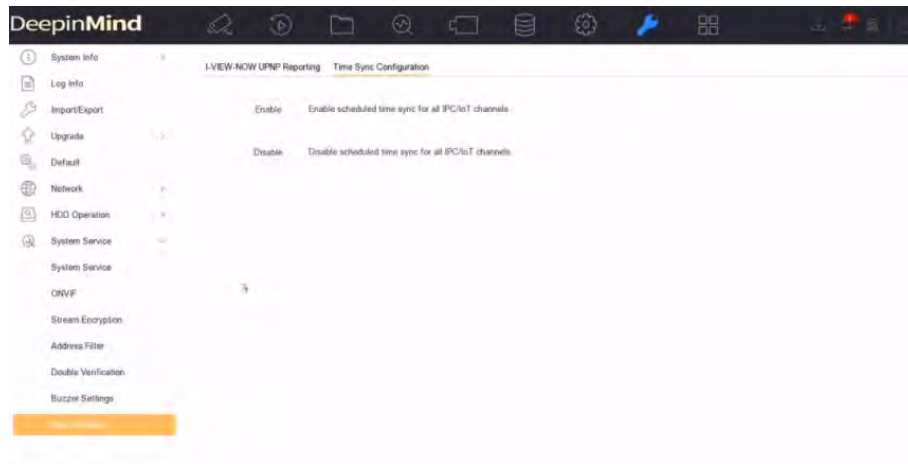 DeepinMind
System Info
Log Info
Import/Export
Upgrade
Default
Network
HDD Operation
System Service
System Service
ONVIF
Stream Encryption
Address Filter
Double Verification
Buzzer Settings
I-VIEW-NOW UPNP Reporting Time Sync Configuration
Enable Enable scheduled time sync for all IPC/IoT channels.
Disable Disable scheduled time sync for all IPC/IoT channels.